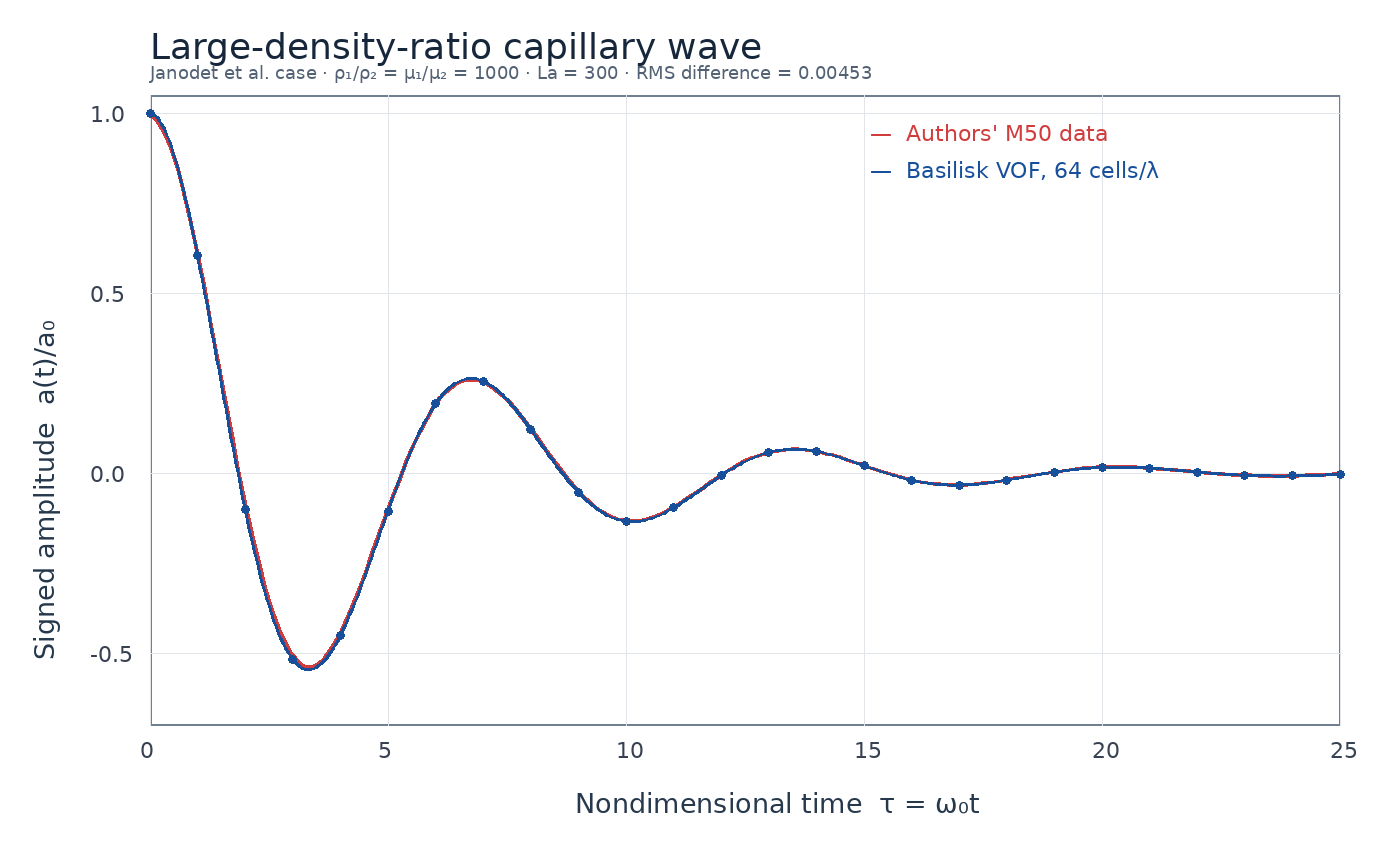 Large-density-ratio capillary wave
Janodet et al. case · ρ₁/ρ₂ = μ₁/μ₂ = 1000 · La = 300 · RMS difference = 0.00453
Authors' M50 data
Basilisk VOF, 64 cells/λ
1.0
0.5
0.0
-0.5
Signed amplitude a(t)/a₀
0
5
10
15
20
25
Nondimensional time τ = ω₀t